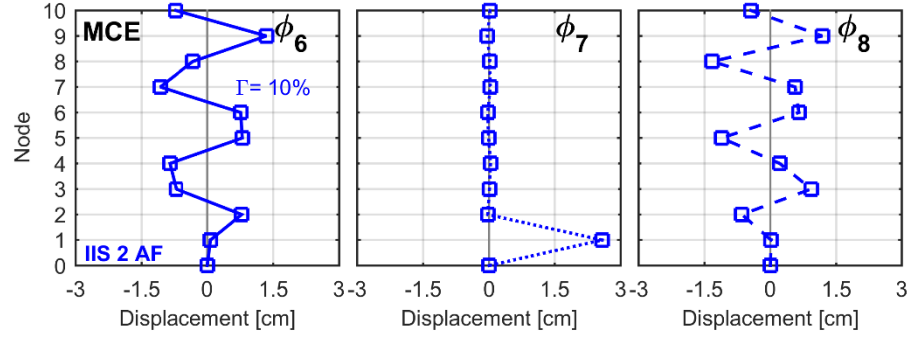 10
9
8
7
6
5
4
3
2
1
0
Node
MCE
ϕ6
Γ= 10%
IIS 2 AF
-3 -1.5 0 1.5 3
Displacement [cm]
ϕ7
-3 -1.5 0 1.5 3
Displacement [cm]
ϕ8
-3 -1.5 0 1.5 3
Displacement [cm]